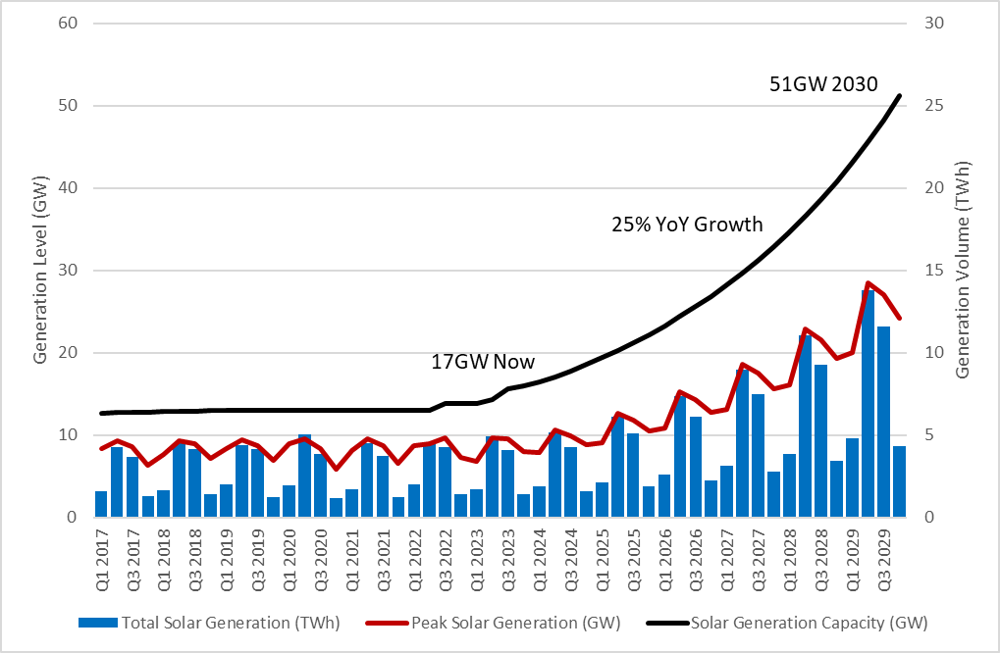 60
50
40
30
20
10
0
Generation Level (GW)
51GW 2030
25% YoY Growth
17GW Now
30
25
20
15
10
5
0
Generation Volume (TWh)
Q1 2017
Q3 2017
Q1 2018
Q3 2018
Q1 2019
Q3 2019
Q1 2020
Q3 2020
Q1 2021
Q3 2021
Q1 2022
Q3 2022
Q1 2023
Q3 2023
Q1 2024
Q3 2024
Q1 2025
Q3 2025
Q1 2026
Q3 2026
Q1 2027
Q3 2027
Q1 2028
Q3 2028
Q1 2029
Q3 2029
Total Solar Generation (TWh)
Peak Solar Generation (GW)
Solar Generation Capacity (GW)